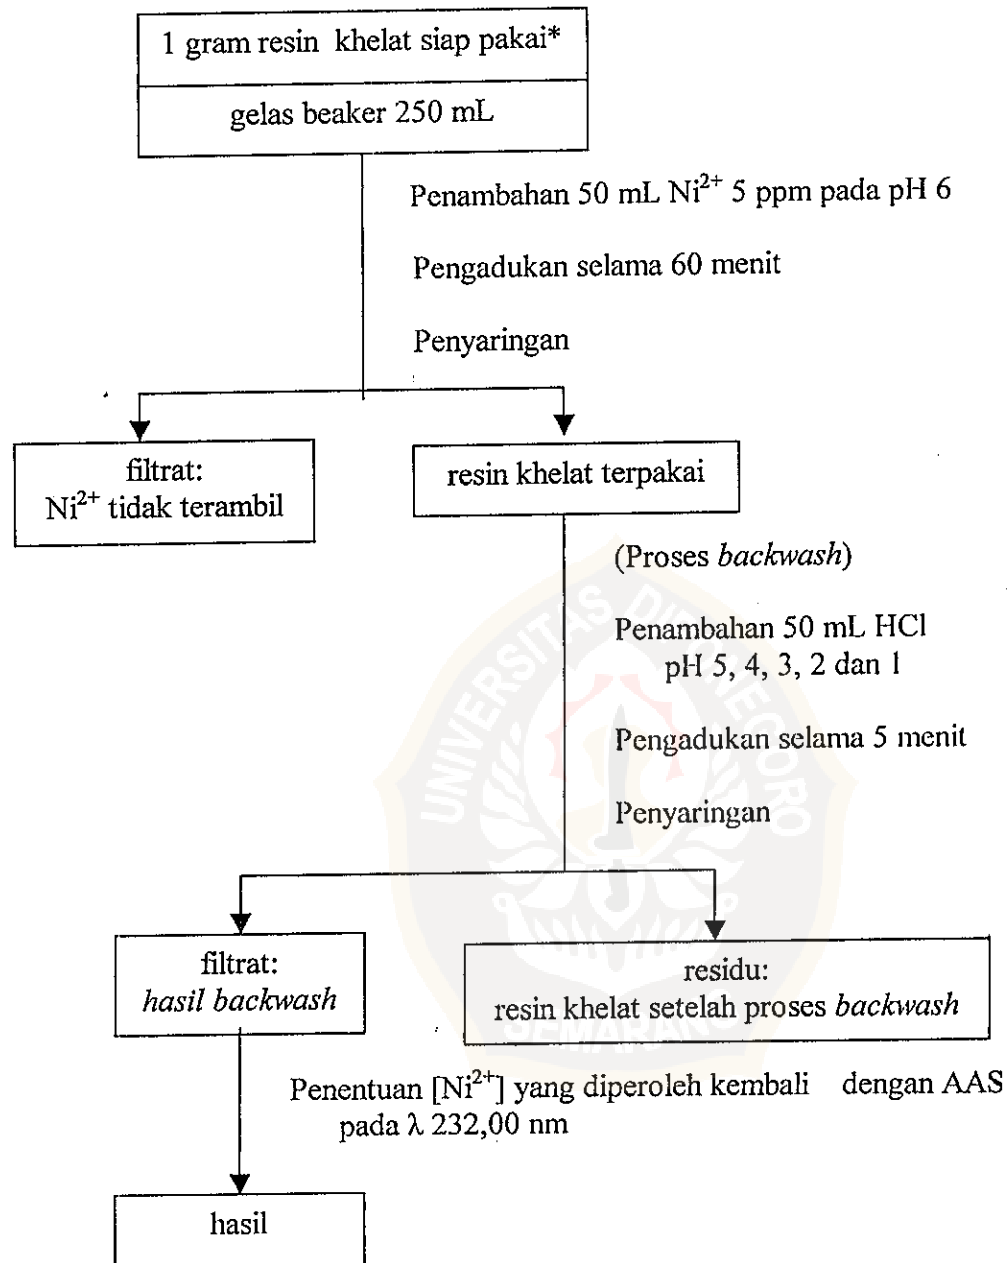 1 gram resin khelat siap pakai*
gelas beaker 250 mL
Penambahan 50 mL Ni²⁺ 5 ppm pada pH 6
Pengadukan selama 60 menit
Penyaringan
filtrat:
Ni²⁺ tidak terambil
resin khelat terpakai
(Proses backwash)
Penambahan 50 mL HCl
pH 5, 4, 3, 2 dan 1
Pengadukan selama 5 menit
Penyaringan
filtrat:
hasil backwash
residu:
resin khelat setelah proses backwash
Penentuan [Ni²⁺] yang diperoleh kembali dengan AAS
pada λ 232,00 nm
hasil
UNIVERSITAS DIPONEGORO
SEMARANG